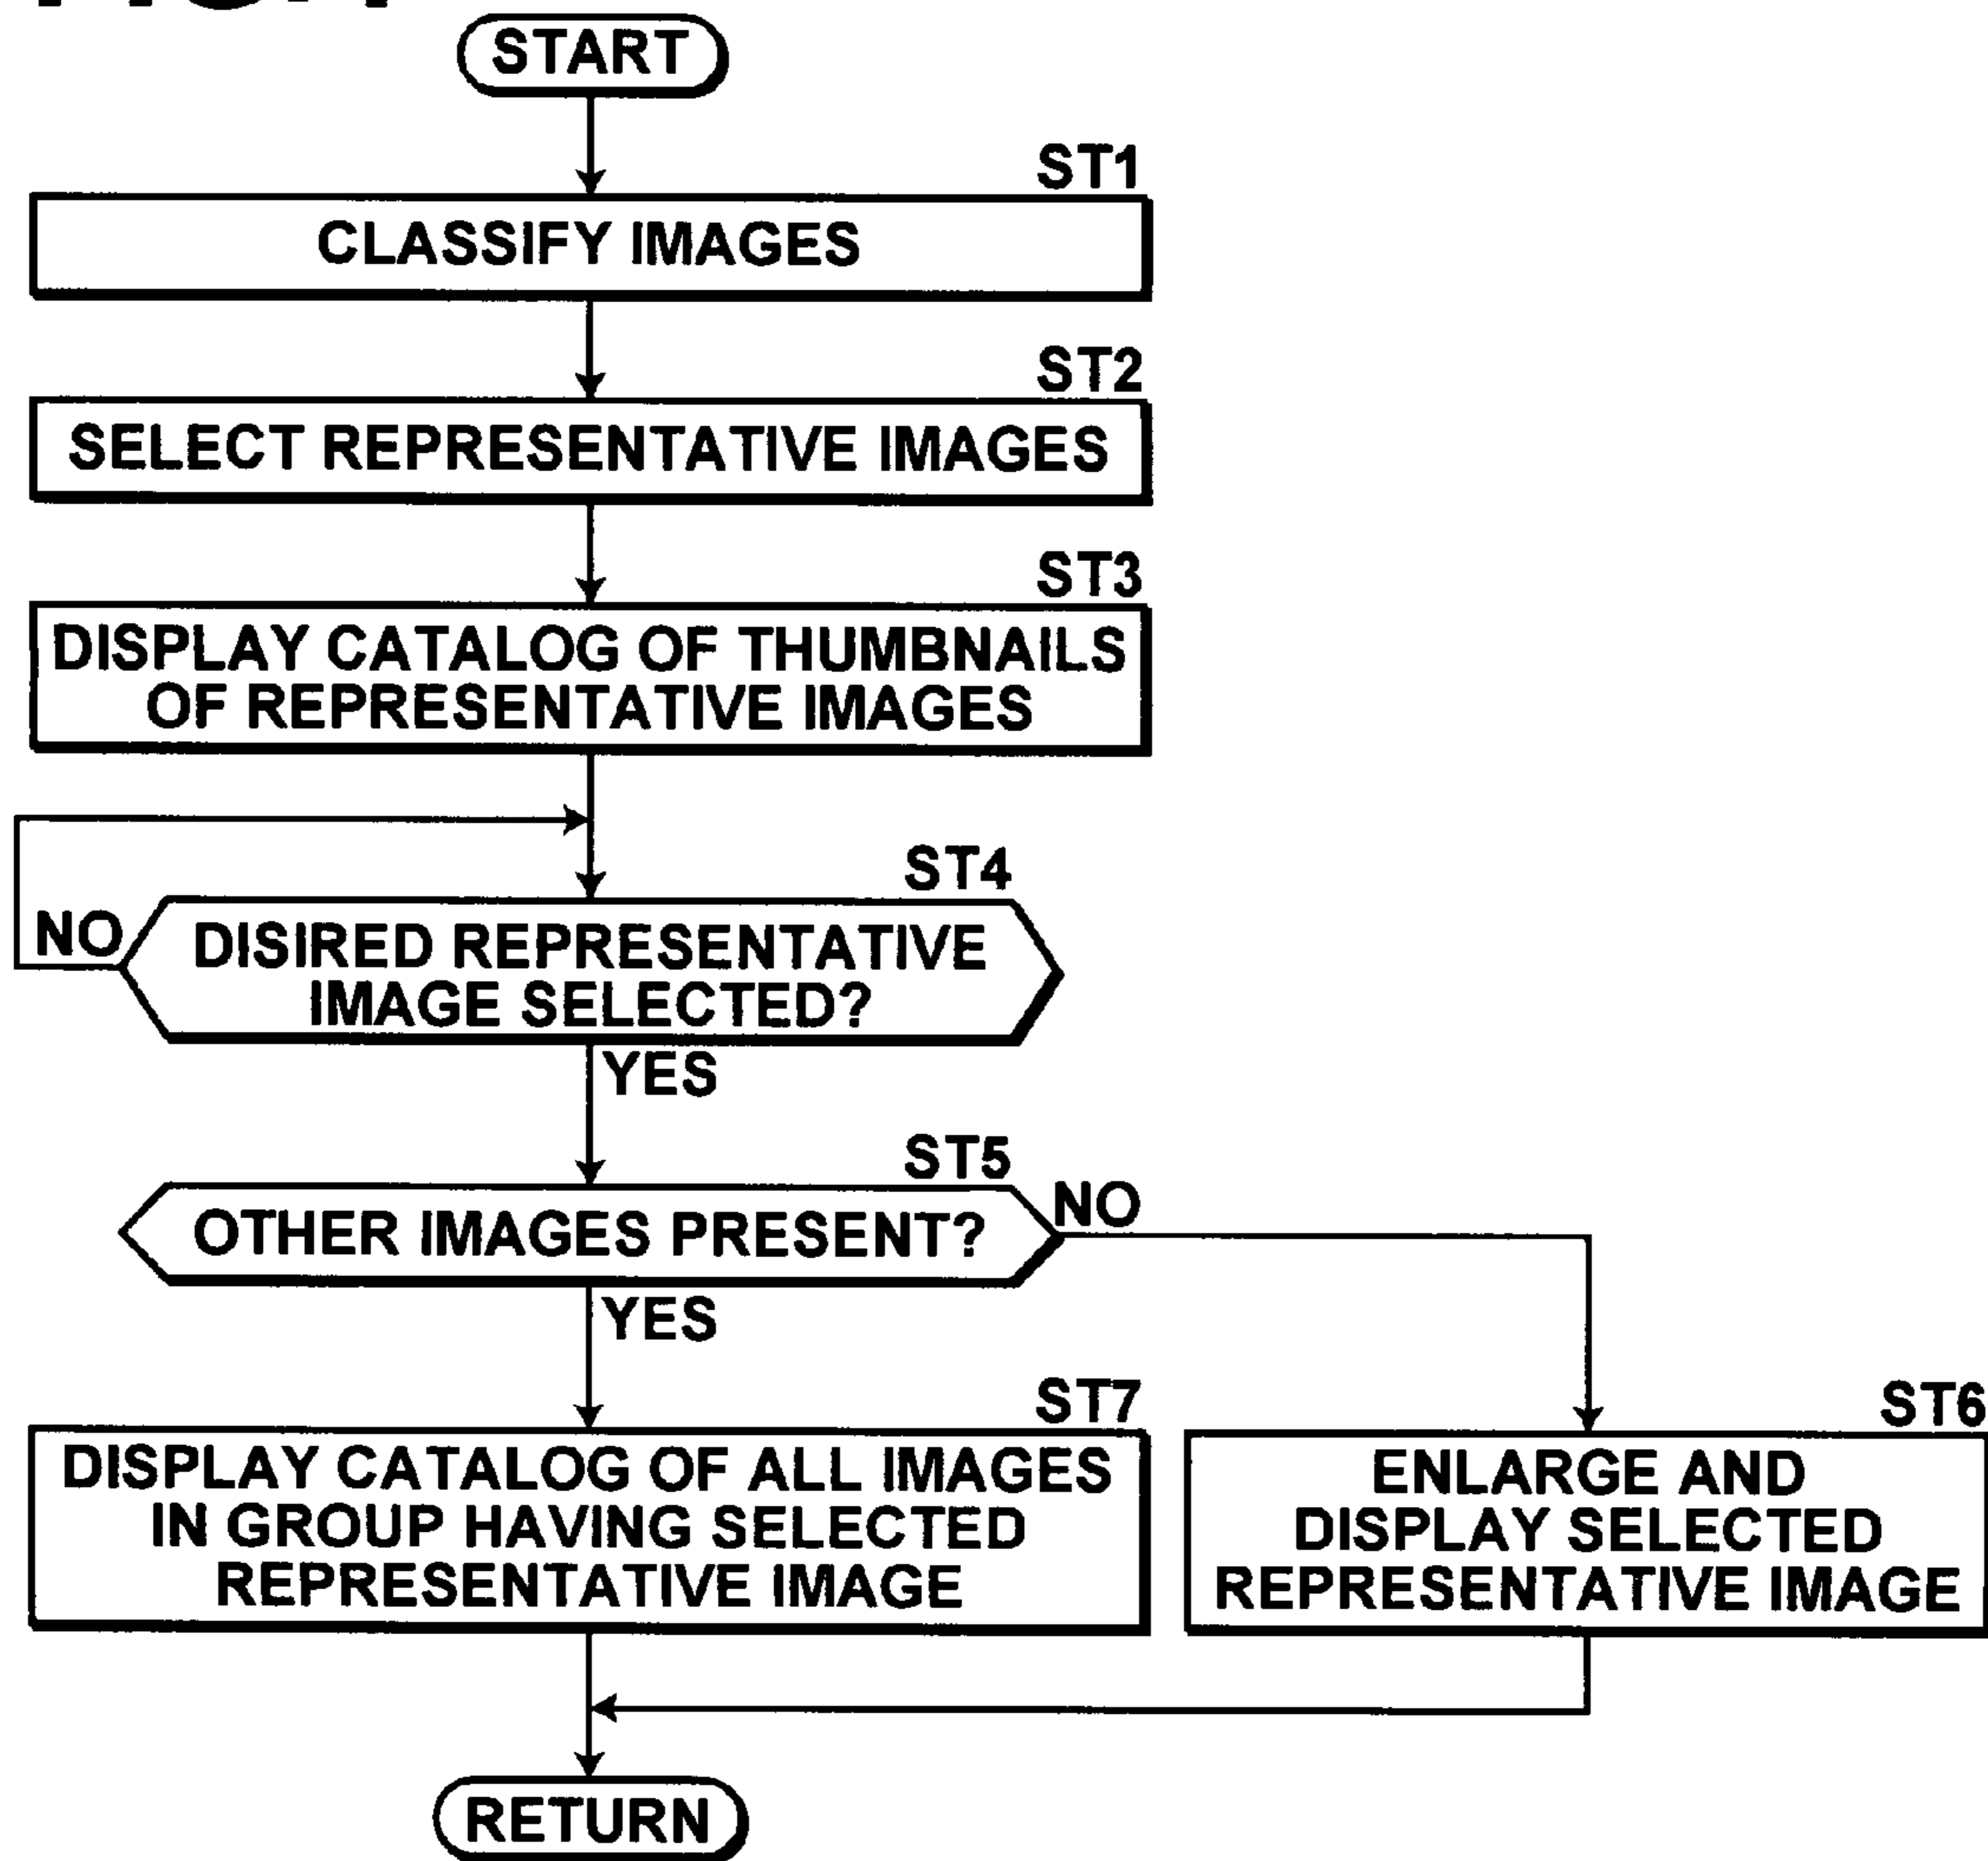 START
ST1
CLASSIFY IMAGES
ST2
SELECT REPRESENTATIVE IMAGES
ST3
DISPLAY CATALOG OF THUMBNAILS
OF REPRESENTATIVE IMAGES
ST4
NO
DISIRED REPRESENTATIVE
IMAGE SELECTED?
YES
ST5
OTHER IMAGES PRESENT?
NO
YES
ST7
DISPLAY CATALOG OF ALL IMAGES
IN GROUP HAVING SELECTED
REPRESENTATIVE IMAGE
ST6
ENLARGE AND
DISPLAY SELECTED
REPRESENTATIVE IMAGE
RETURN